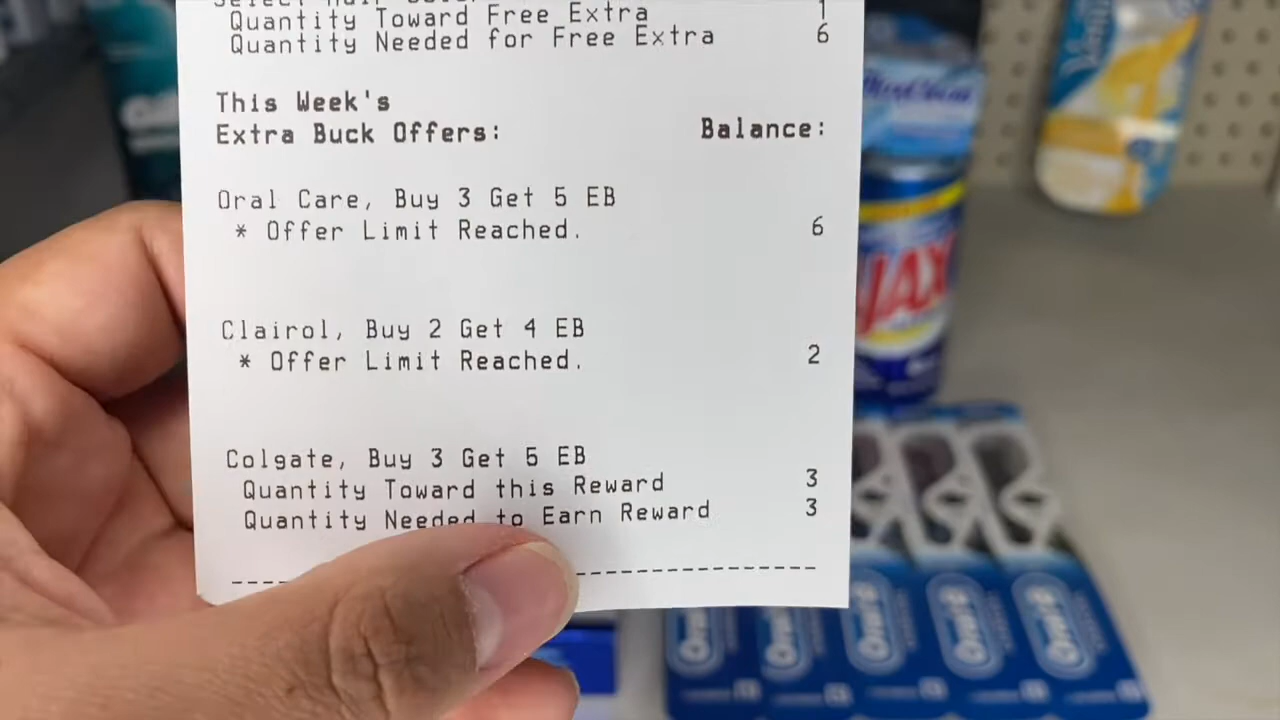 Quantity Toward Free Extra 1
Quantity Needed for Free Extra 6
This Week's
Extra Buck Offers: Balance:
Oral Care, Buy 3 Get 5 EB
* Offer Limit Reached. 6
Clairol, Buy 2 Get 4 EB
* Offer Limit Reached. 2
Colgate, Buy 3 Get 5 EB
Quantity Toward this Reward 3
Quantity Needed to Earn Reward 3
AJAX
Oral-B
Oral-B
Oral-B
Oral-B
Oral-B